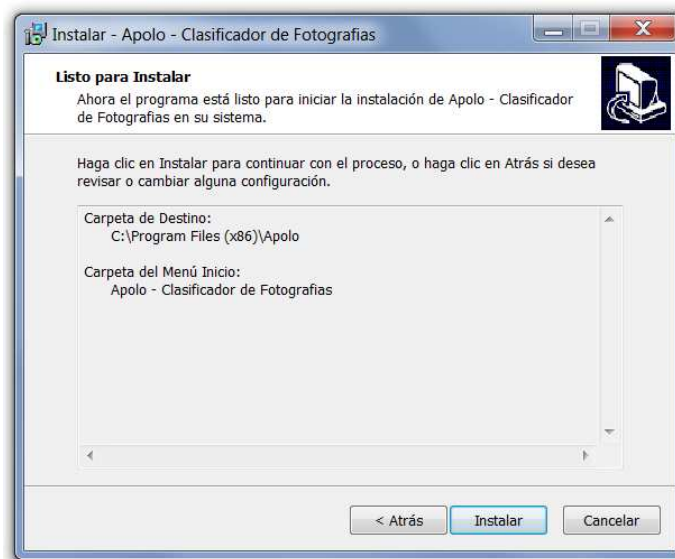 Instalar - Apolo - Clasificador de Fotografias
Listo para Instalar
Ahora el programa está listo para iniciar la instalación de Apolo - Clasificador
de Fotografias en su sistema.
Haga clic en Instalar para continuar con el proceso, o haga clic en Atrás si desea
revisar o cambiar alguna configuración.
Carpeta de Destino:
C:\Program Files (x86)\Apolo
Carpeta del Menú Inicio:
Apolo - Clasificador de Fotografias
< Atrás
Instalar
Cancelar